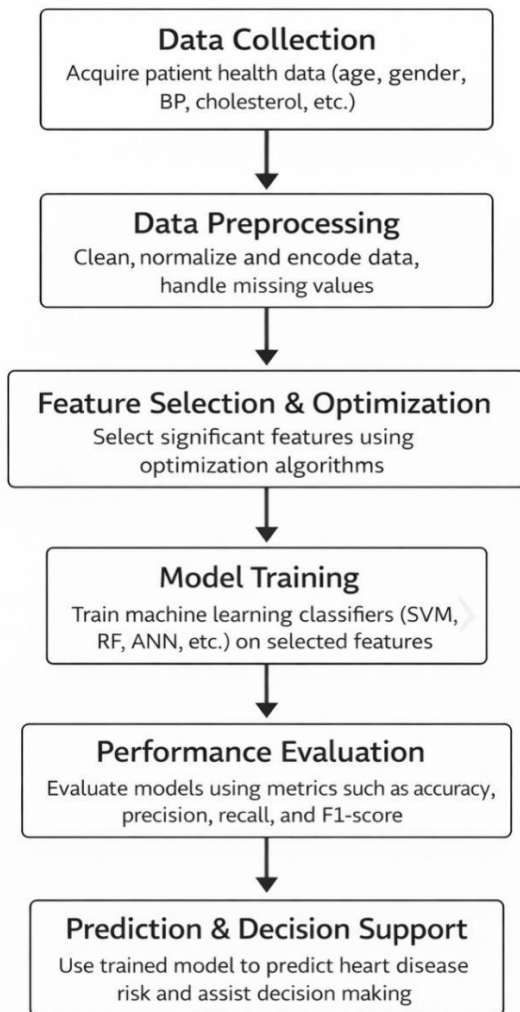 Data Collection
Acquire patient health data (age, gender,
BP, cholesterol, etc.)
Data Preprocessing
Clean, normalize and encode data,
handle missing values
Feature Selection & Optimization
Select significant features using
optimization algorithms
Model Training
Train machine learning classifiers (SVM,
RF, ANN, etc.) on selected features
Performance Evaluation
Evaluate models using metrics such as accuracy,
precision, recall, and F1-score
Prediction & Decision Support
Use trained model to predict heart disease
risk and assist decision making